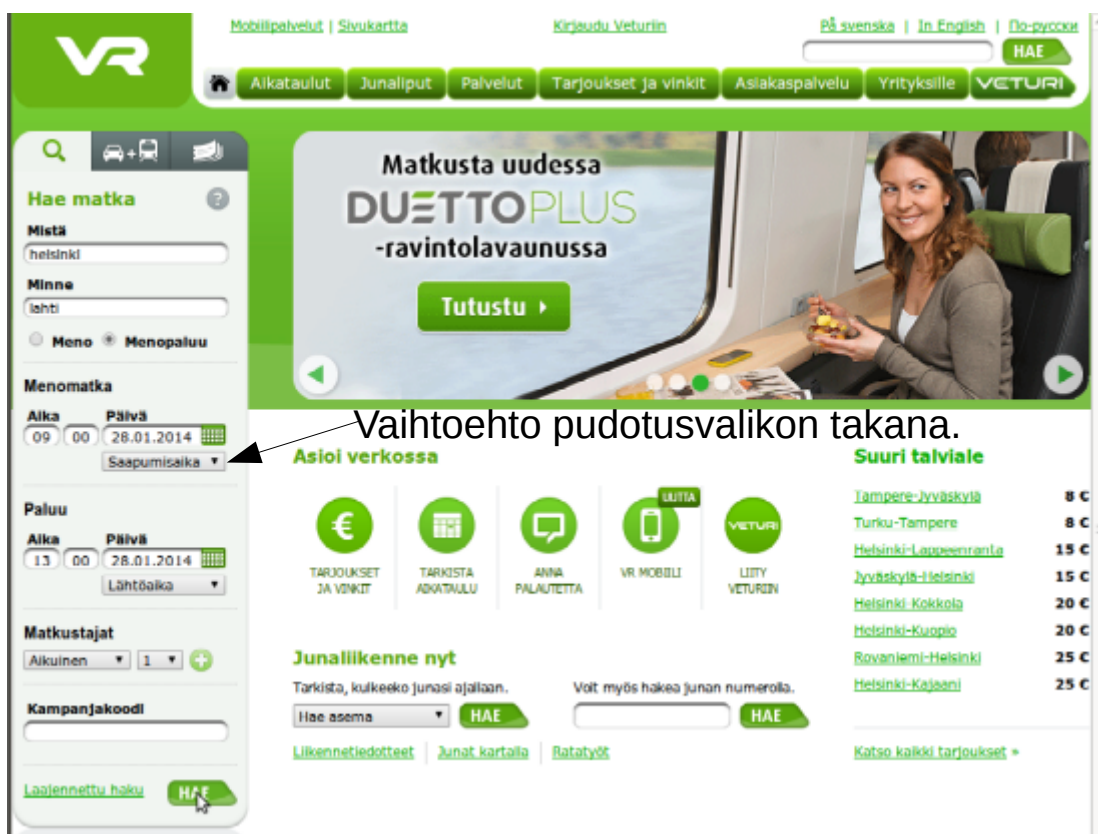 VR
Mobiilipalvelut | Sivukartta
Kirjaudu Veturiin
På svenska | In English | По-русски
HAE
Aikataulut Junaliput Palvelut Tarjoukset ja vinkit Asiakaspalvelu Yrityksille VETURI
Hae matka ?
Mistä
helsinki
Minne
lahti
Meno Menopaluu
Menomatka
Aika Päivä
09 00 28.01.2014
Saapumisaika
Paluu
Aika Päivä
13 00 28.01.2014
Lähtöaika
Matkustajat
Aikuinen 1
Kampanjakoodi
Laajennettu haku HAE
Matkusta uudessa
DUETTOPLUS
-ravintolavaunussa
Tutustu
Vaihtoehto pudotusvalikon takana.
Asioi verkossa
€
UUTTA
VETURI
TARJOUKSET
JA VINKIT
TARKISTA
AIKATAULU
ANNA
PALAUTETTA
VR MOBIILI
LIITY
VETURIIN
Junaliikenne nyt
Tarkista, kulkeeko junasi ajallaan.
Hae asema HAE
Voit myös hakea junan numerolla.
HAE
Liikennetiedotteet Junat kartalla Ratatyöt
Suuri talviale
Tampere-Jyväskylä 8 €
Turku-Tampere 8 €
Helsinki-Lappeenranta 15 €
Jyväskylä-Helsinki 15 €
Helsinki-Kokkola 20 €
Helsinki-Kuopio 20 €
Rovaniemi-Helsinki 25 €
Helsinki-Kajaani 25 €
Katso kaikki tarjoukset »